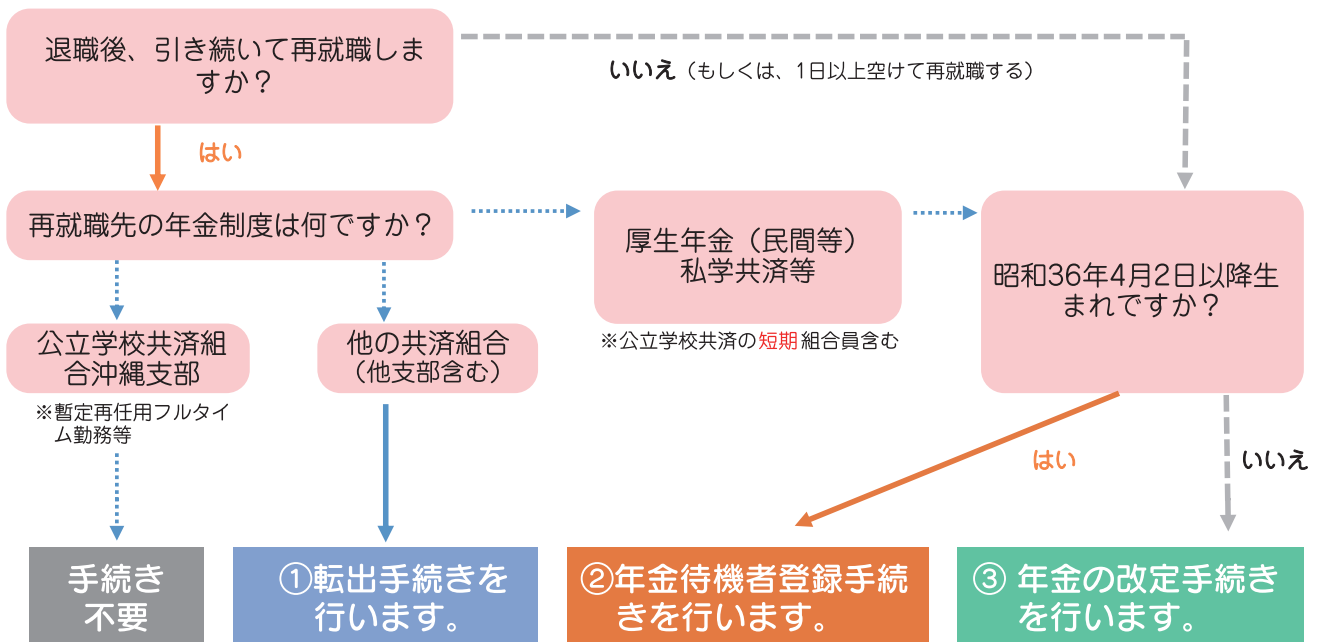 退職後、引き続いて再就職しま
すか？
いいえ（もしくは、1日以上空けて再就職する）
はい
再就職先の年金制度は何ですか？
厚生年金（民間等）
私学共済等
※公立学校共済の短期組合員含む
昭和36年4月2日以降生
まれですか？
公立学校共済組
合沖縄支部
※暫定再任用フルタイ
ム勤務等
他の共済組合
（他支部含む）
はい
いいえ
手続き
不要
①転出手続きを
行います。
②年金待機者登録手続
きを行います。
③ 年金の改定手続き
を行います。